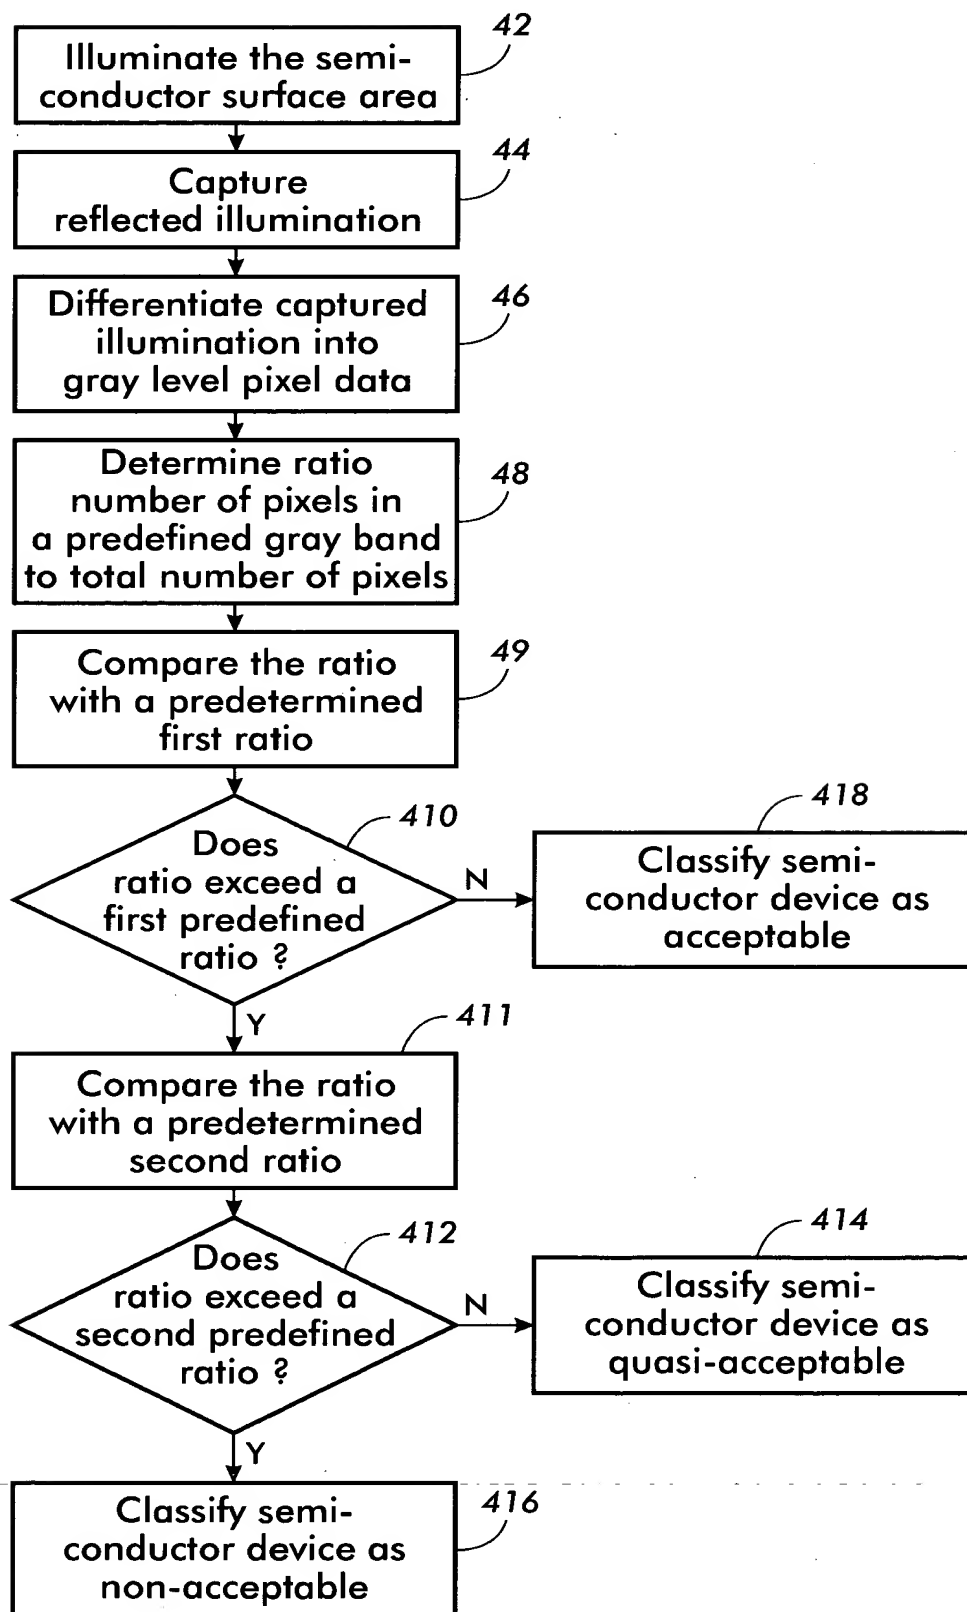 42
Illuminate the semi-
conductor surface area
44
Capture
reflected illumination
46
Differentiate captured
illumination into
gray level pixel data
48
Determine ratio
number of pixels in
a predefined gray band
to total number of pixels
49
Compare the ratio
with a predetermined
first ratio
410
Does
ratio exceed a
first predefined
ratio ?
N
418
Classify semi-
conductor device as
acceptable
Y
411
Compare the ratio
with a predetermined
second ratio
412
Does
ratio exceed a
second predefined
ratio ?
N
414
Classify semi-
conductor device as
quasi-acceptable
Y
416
Classify semi-
conductor device as
non-acceptable